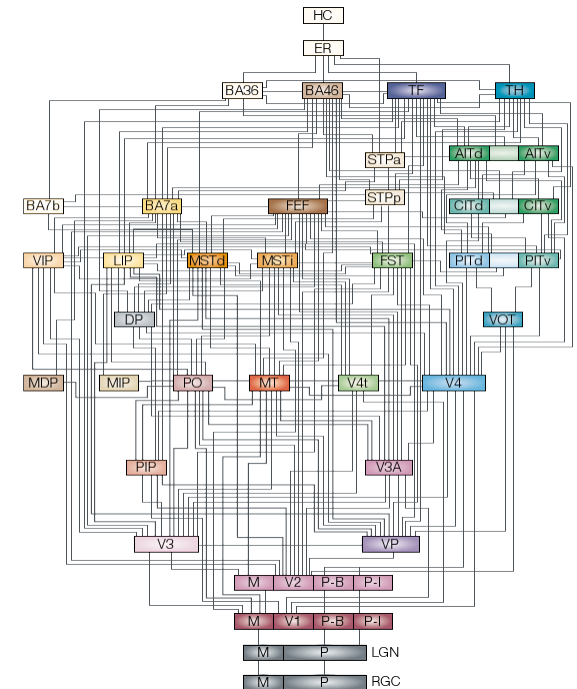 HC
ER
BA36 BA46 TF TH
STPa AITd AITv
STPp
BA7b BA7a FEF CITd CITv
VIP LIP MSTd MSTi FST PITd PITv
DP VOT
MDP MIP PO MT V4t V4
PIP V3A
V3 VP
M V2 P-B P-I
M V1 P-B P-I
M P LGN
M P RGC